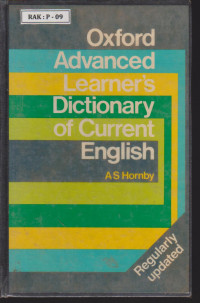 RAK : P - 09
Oxford
Advanced
Learner's
Dictionary
of Current
English
A S Hornby
Regularly
updated